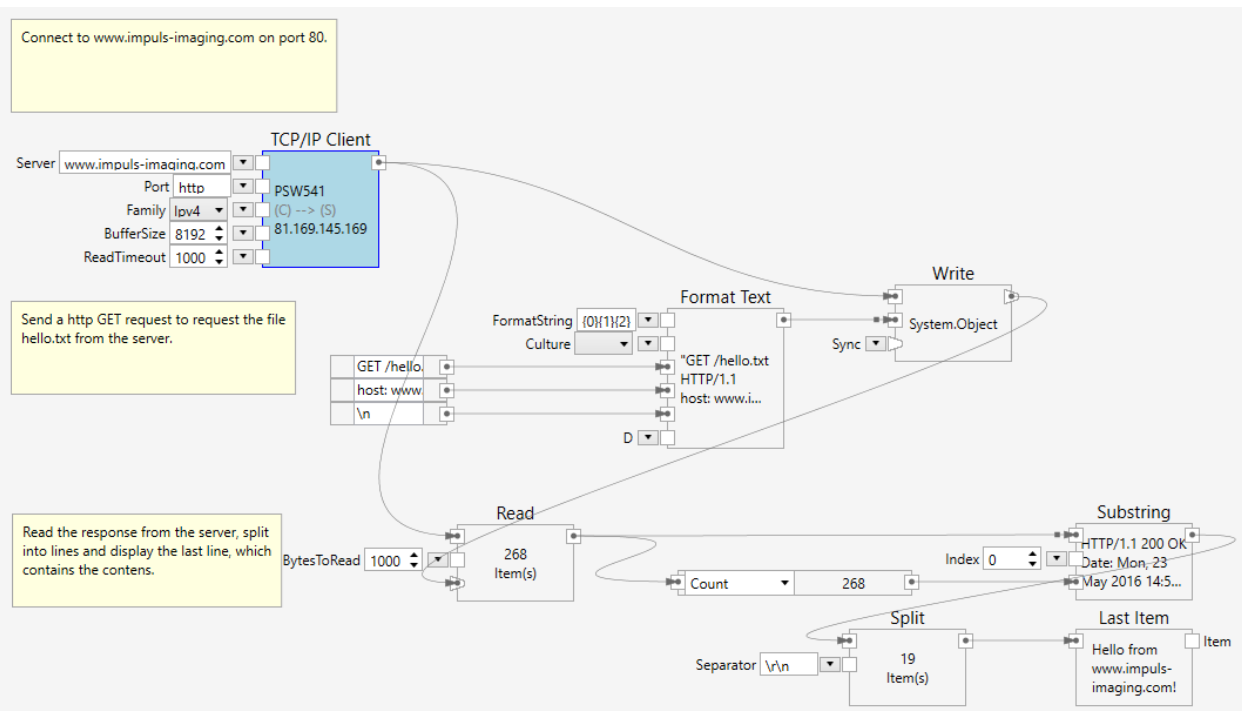 Connect to www.impuls-imaging.com on port 80.
TCP/IP Client
Server www.impuls-imaging.com
Port http
PSW541
Family Ipv4
(C) --> (S)
BufferSize 8192
81.169.145.169
ReadTimeout 1000
Write
Send a http GET request to request the file
hello.txt from the server.
Format Text
FormatString {0}{1}{2}
System.Object
Culture
Sync
GET /hello.
"GET /hello.txt
HTTP/1.1
host: www.i...
host: www.
\n
D
Read the response from the server, split
into lines and display the last line, which
contains the contens.
Read
BytesToRead 1000
268
Item(s)
Substring
HTTP/1.1 200 OK
Index 0
Date: Mon, 23
May 2016 14:5...
Count 268
Split
19
Item(s)
Separator \r\n
Last Item
Item
Hello from
www.impuls-
imaging.com!